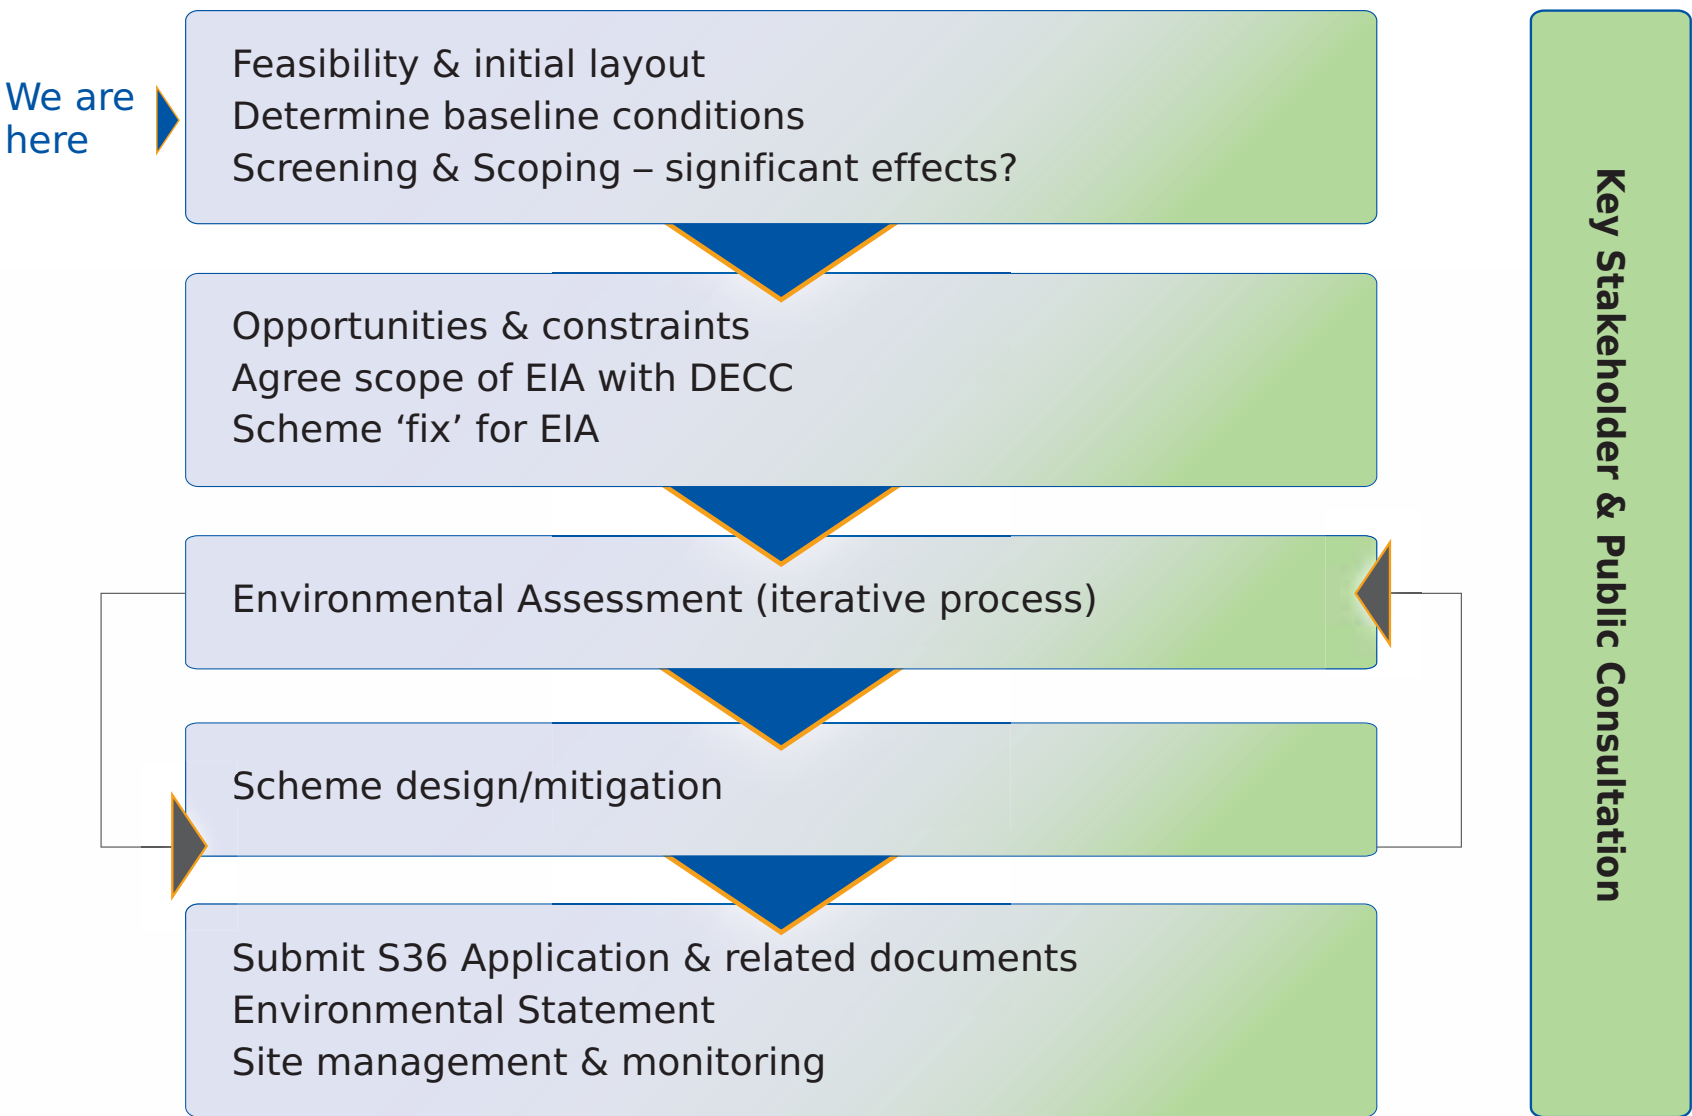 We are
here
Feasibility & initial layout
Determine baseline conditions
Screening & Scoping – significant effects?
Opportunities & constraints
Agree scope of EIA with DECC
Scheme ‘fix’ for EIA
Environmental Assessment (iterative process)
Scheme design/mitigation
Submit S36 Application & related documents
Environmental Statement
Site management & monitoring
Key Stakeholder & Public Consultation